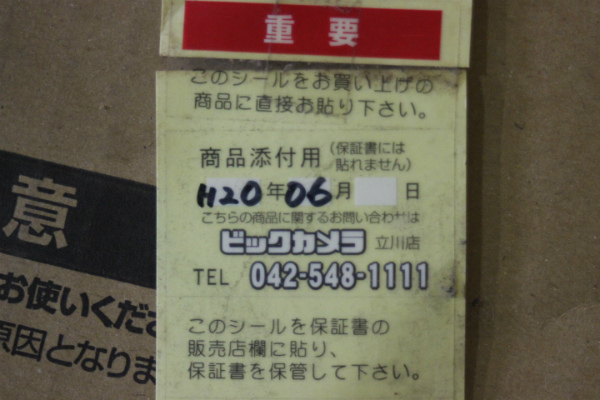 重要
このシールをお買い上げの
商品に直接お貼り下さい。
商品添付用(保証書には
貼れません)
H20年06月 日
こちらの商品に関するお問い合わせは
ビックカメラ 立川店
TEL 042-548-1111
このシールを保証書の
販売店欄に貼り、
保証書を保管して下さい。
意
お使いくださ
原因となりま